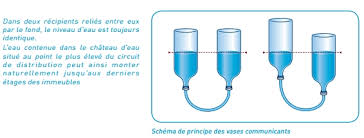 Dans deux récipients reliés entre eux
par le fond, le niveau d'eau est toujours
identique.
L'eau contenue dans le château d'eau
situé au point le plus élevé du circuit
de distribution peut ainsi monter
naturellement jusqu'aux derniers
étages des immeubles
Schéma de principe des vases communicants